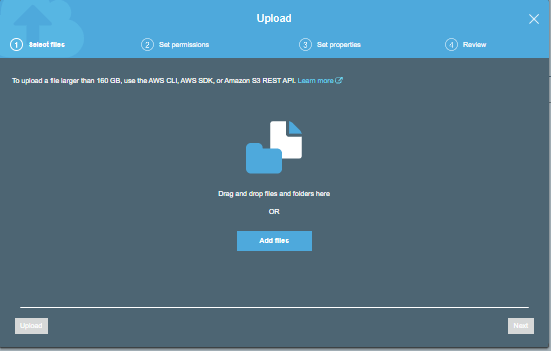 Upload
1 Select files
2 Set permissions
3 Set properties
4 Review
To upload a file larger than 160 GB, use the AWS CLI, AWS SDK, or Amazon S3 REST API. Learn more
Drag and drop files and folders here
OR
Add files
Upload
Next